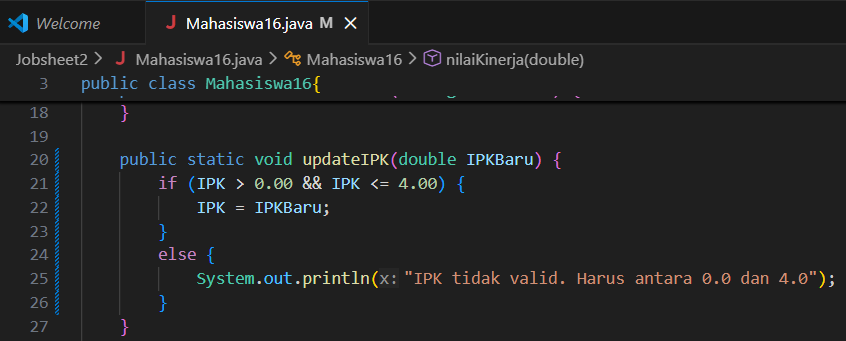 Welcome
J Mahasiswa16.java M
Jobsheet2 > J Mahasiswa16.java > Mahasiswa16 > nilaiKinerja(double)
3 public class Mahasiswa16{
18 }
19
20 public static void updateIPK(double IPKBaru) {
21 if (IPK > 0.00 && IPK <= 4.00) {
22 IPK = IPKBaru;
23 }
24 else {
25 System.out.println(x: "IPK tidak valid. Harus antara 0.0 dan 4.0");
26 }
27 }